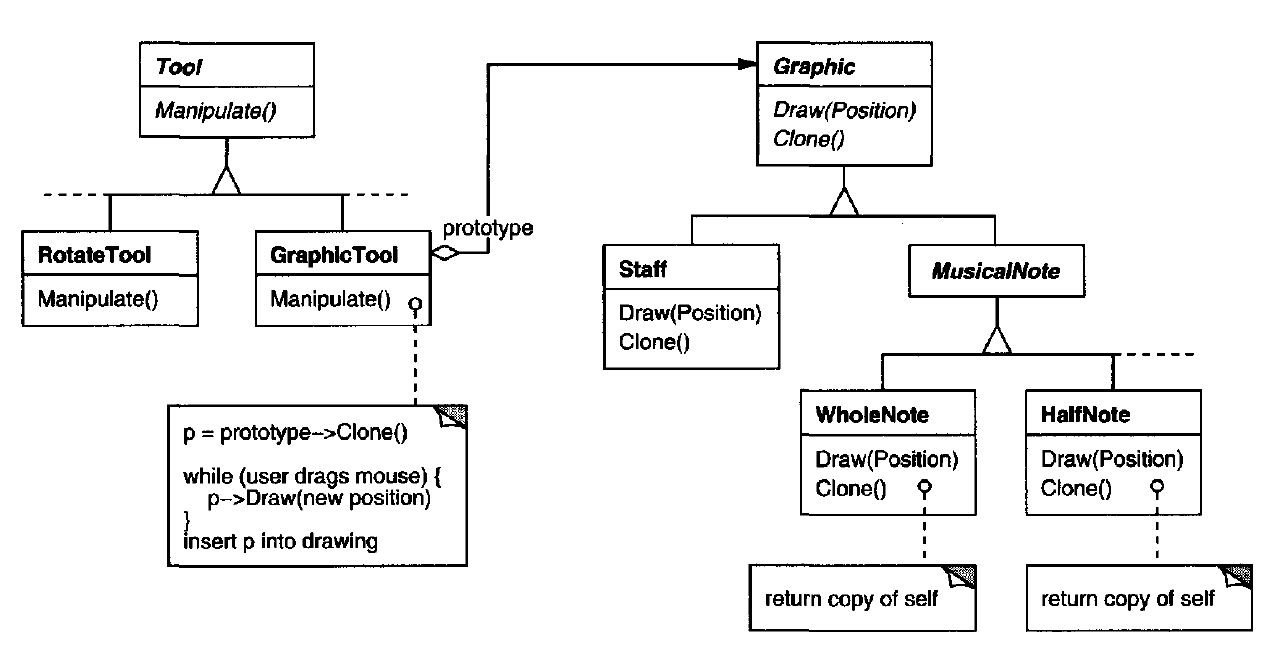 Tool
Manipulate()
Graphic
Draw(Position)
Clone()
prototype
RotateTool
Manipulate()
GraphicTool
Manipulate()
Staff
Draw(Position)
Clone()
MusicalNote
WholeNote
Draw(Position)
Clone()
HalfNote
Draw(Position)
Clone()
p = prototype–>Clone()
while (user drags mouse) {
p–>Draw(new position)
}
insert p into drawing
return copy of self
return copy of self